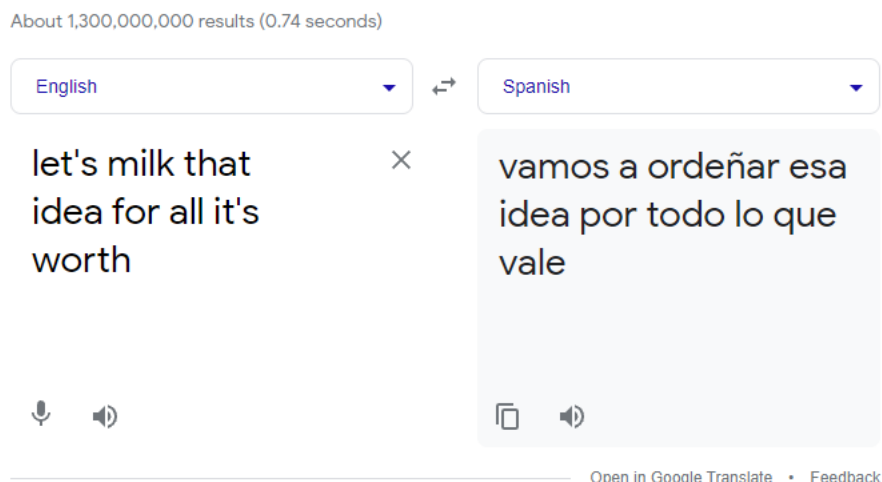 About 1,300,000,000 results (0.74 seconds)
English
Spanish
let's milk that
idea for all it's
worth
vamos a ordeñar esa
idea por todo lo que
vale
Open in Google Translate • Feedback